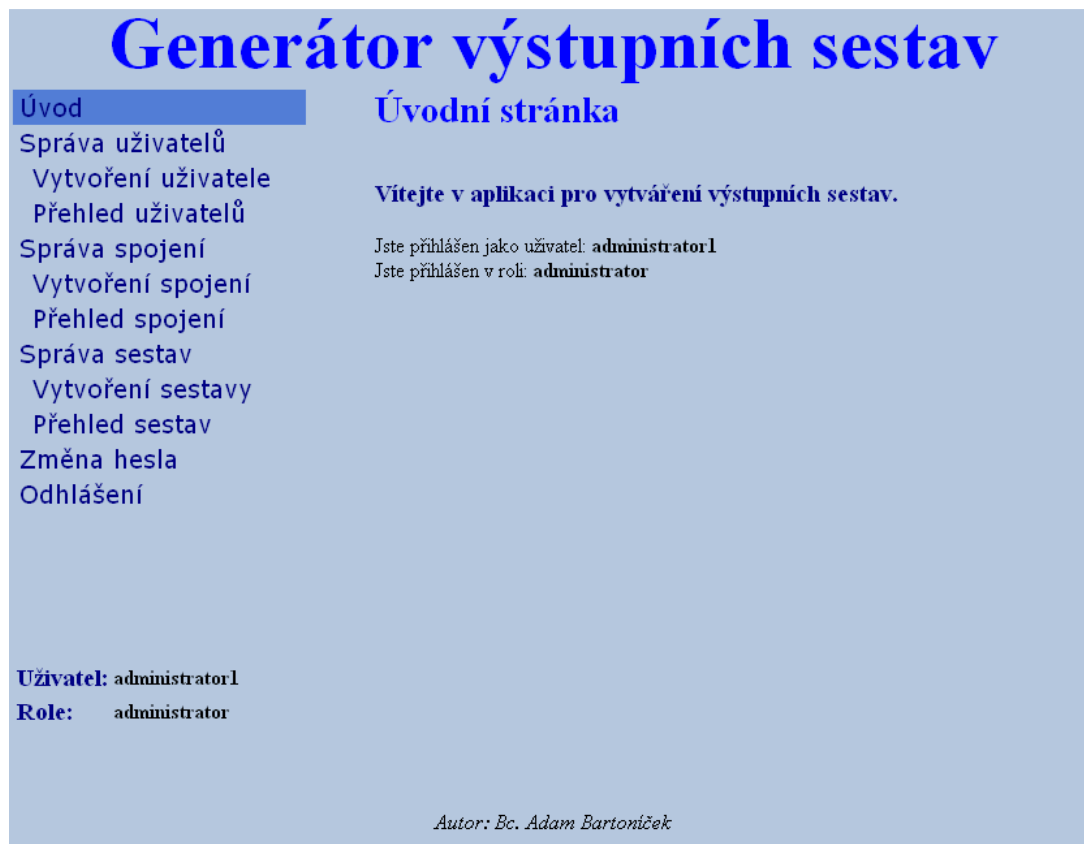 Generátor výstupních sestav
Úvod
Správa uživatelů
Vytvoření uživatele
Přehled uživatelů
Správa spojení
Vytvoření spojení
Přehled spojení
Správa sestav
Vytvoření sestavy
Přehled sestav
Změna hesla
Odhlášení
Uživatel: administrator1
Role: administrator
Úvodní stránka
Vítejte v aplikaci pro vytváření výstupních sestav.
Jste přihlášen jako uživatel: administrator1
Jste přihlášen v roli: administrator
Autor: Bc. Adam Bartoníček